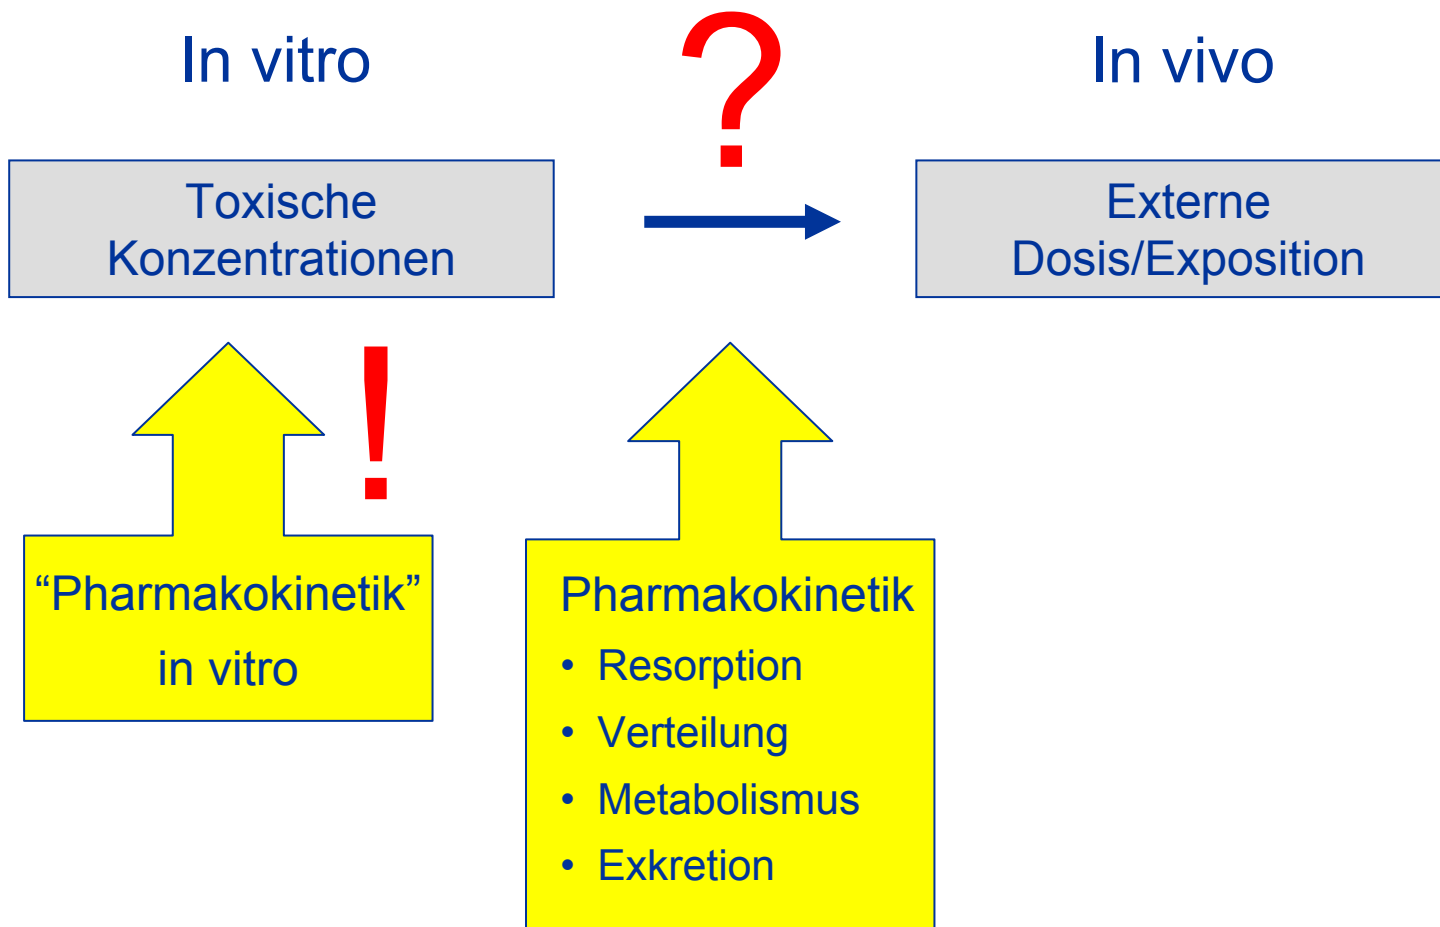 In vitro
?
In vivo
Toxische
Konzentrationen
Externe
Dosis/Exposition
!
“Pharmakokinetik”
in vitro
Pharmakokinetik
• Resorption
• Verteilung
• Metabolismus
• Exkretion